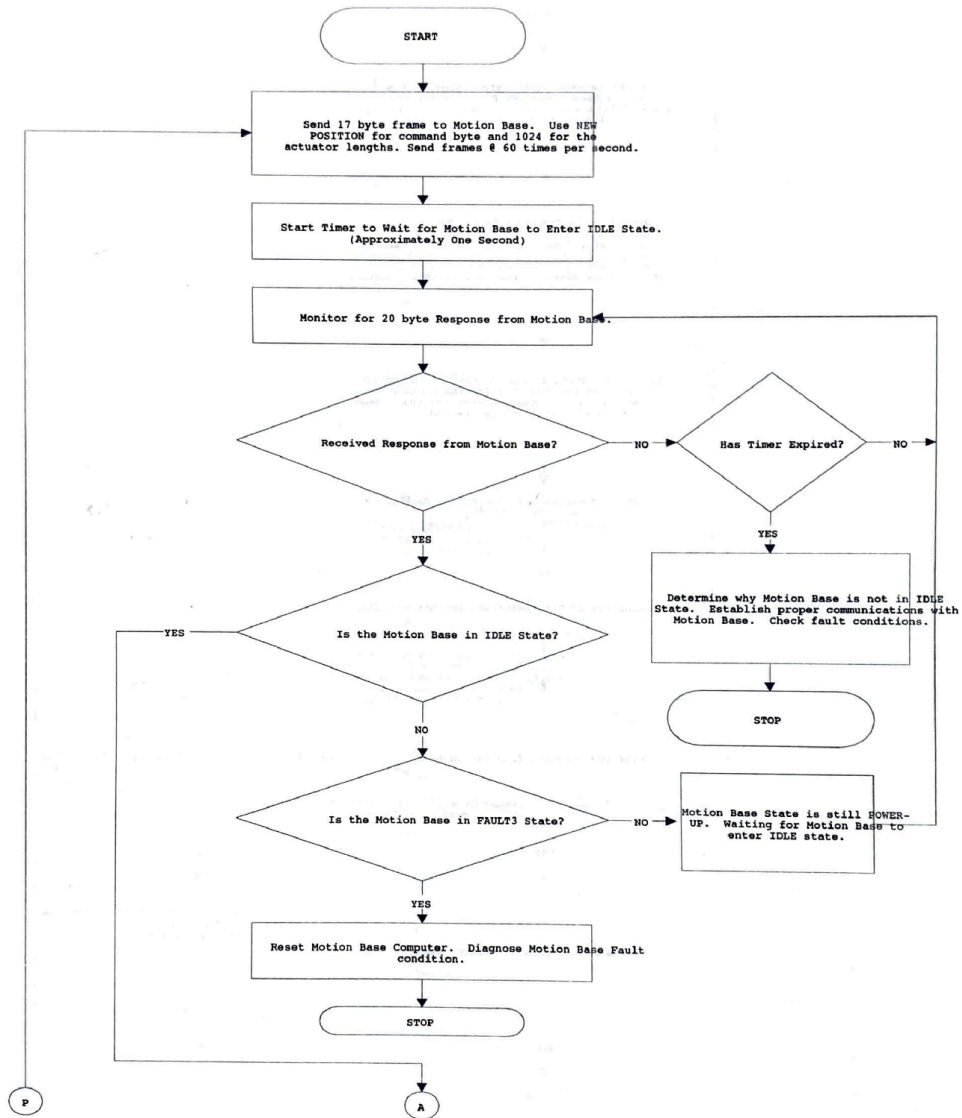 START
Send 17 byte frame to Motion Base. Use NEW
POSITION for command byte and 1024 for the
actuator lengths. Send frames @ 60 times per second.
Start Timer to Wait for Motion Base to Enter IDLE State.
(Approximately One Second)
Monitor for 20 byte Response from Motion Base.
Received Response from Motion Base?
NO
Has Timer Expired?
NO
YES
YES
Determine why Motion Base is not in IDLE
State. Establish proper communications with
Motion Base. Check fault conditions.
YES
Is the Motion Base in IDLE State?
STOP
NO
Is the Motion Base in FAULT3 State?
NO
Motion Base State is still POWER-
UP. Waiting for Motion Base to
enter IDLE state.
YES
Reset Motion Base Computer. Diagnose Motion Base Fault
condition.
STOP
P
A